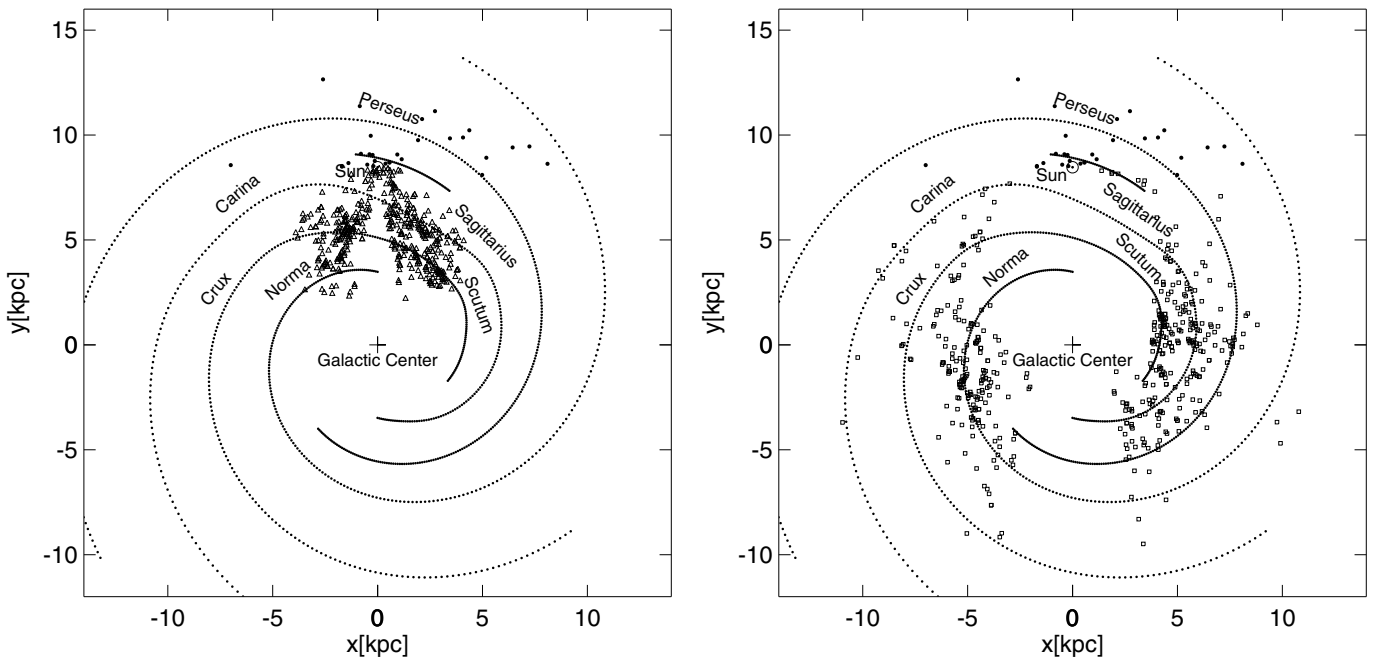 15
10
5
0
-5
-10
y[kpc]
-10
-5
0
5
10
x[kpc]
Perseus
Sun
Carina
Sagittarius
Crux
Norma
Scutum
Galactic Center
15
10
5
0
-5
-10
y[kpc]
-10
-5
0
5
10
x[kpc]
Perseus
Sun
Carina
Sagittarius
Scutum
Crux
Norma
Galactic Center